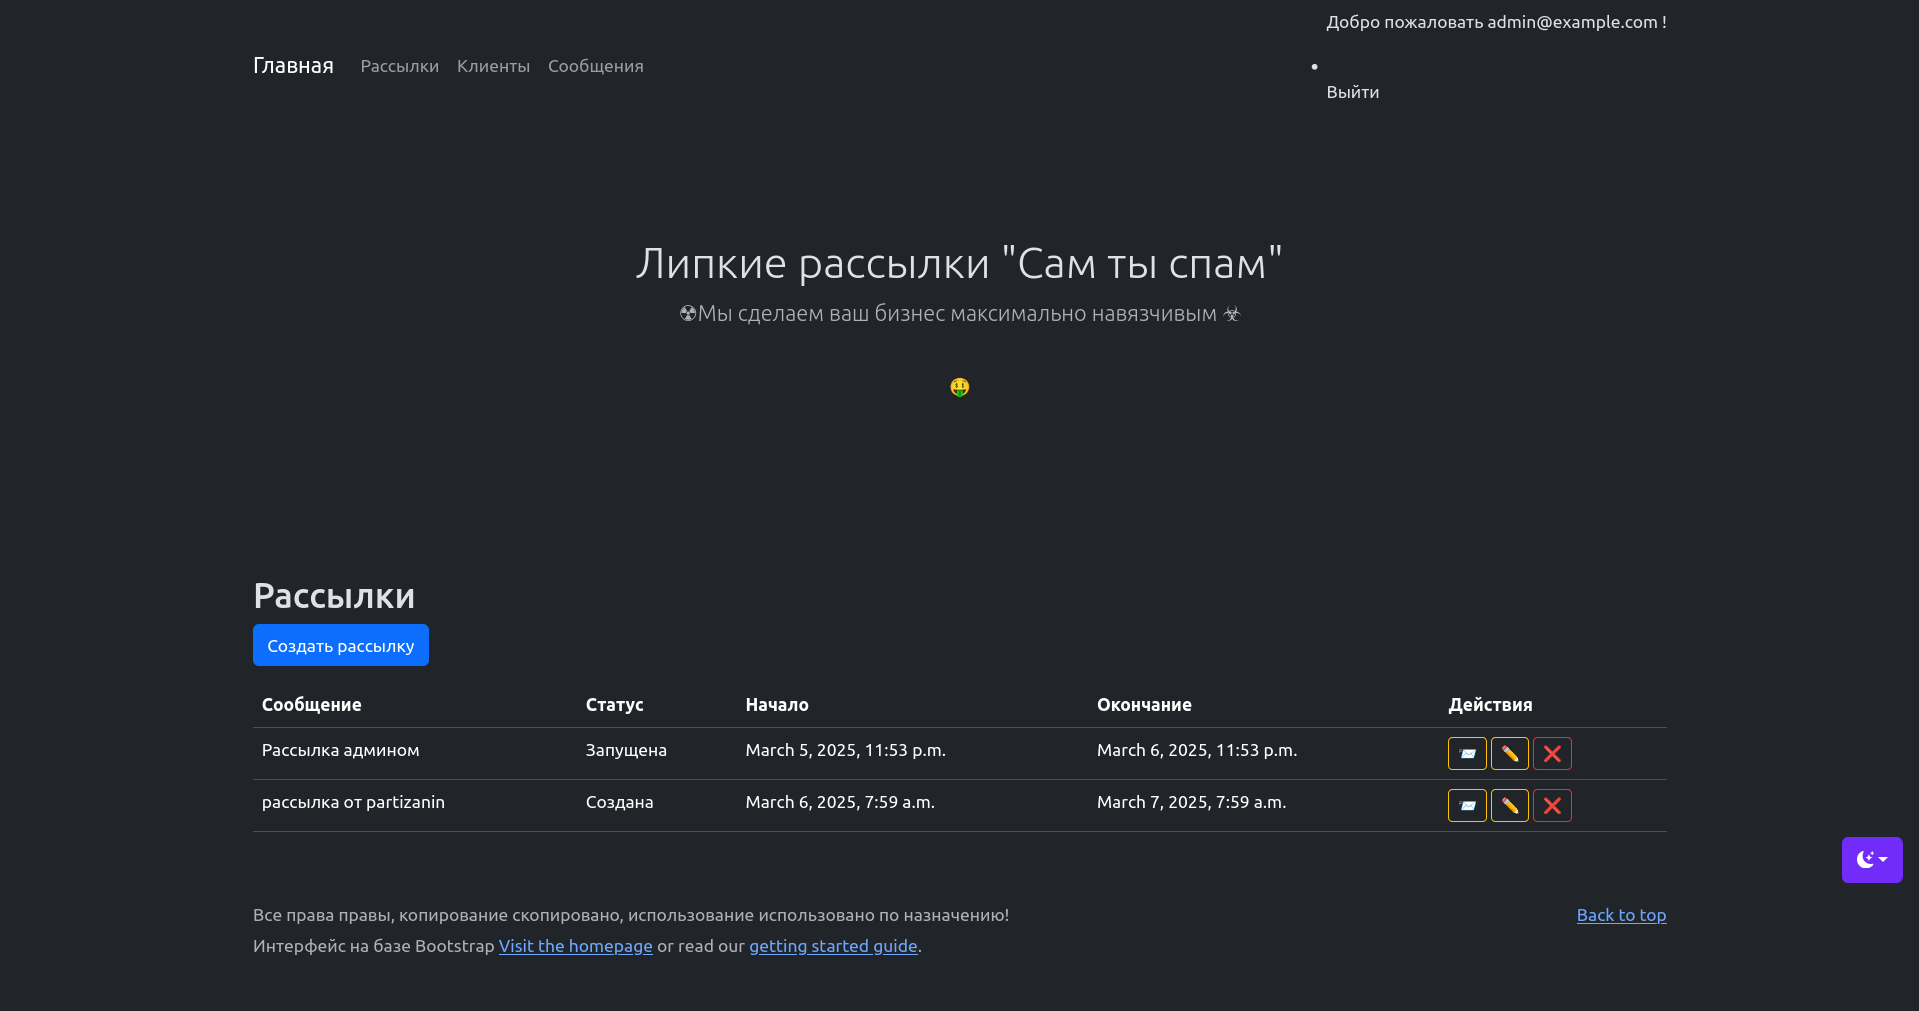 Добро пожаловать admin@example.com !
Главная Рассылки Клиенты Сообщения
Выйти
Липкие рассылки "Сам ты спам"
☢Мы сделаем ваш бизнес максимально навязчивым ☣
🤑
Рассылки
Создать рассылку
Сообщение Статус Начало Окончание Действия
Рассылка админом Запущена March 5, 2025, 11:53 p.m. March 6, 2025, 11:53 p.m. 📨 ✏️ ❌
рассылка от partizanin Создана March 6, 2025, 7:59 a.m. March 7, 2025, 7:59 a.m. 📨 ✏️ ❌
Все права правы, копирование скопировано, использование использовано по назначению! Back to top
Интерфейс на базе Bootstrap Visit the homepage or read our getting started guide.